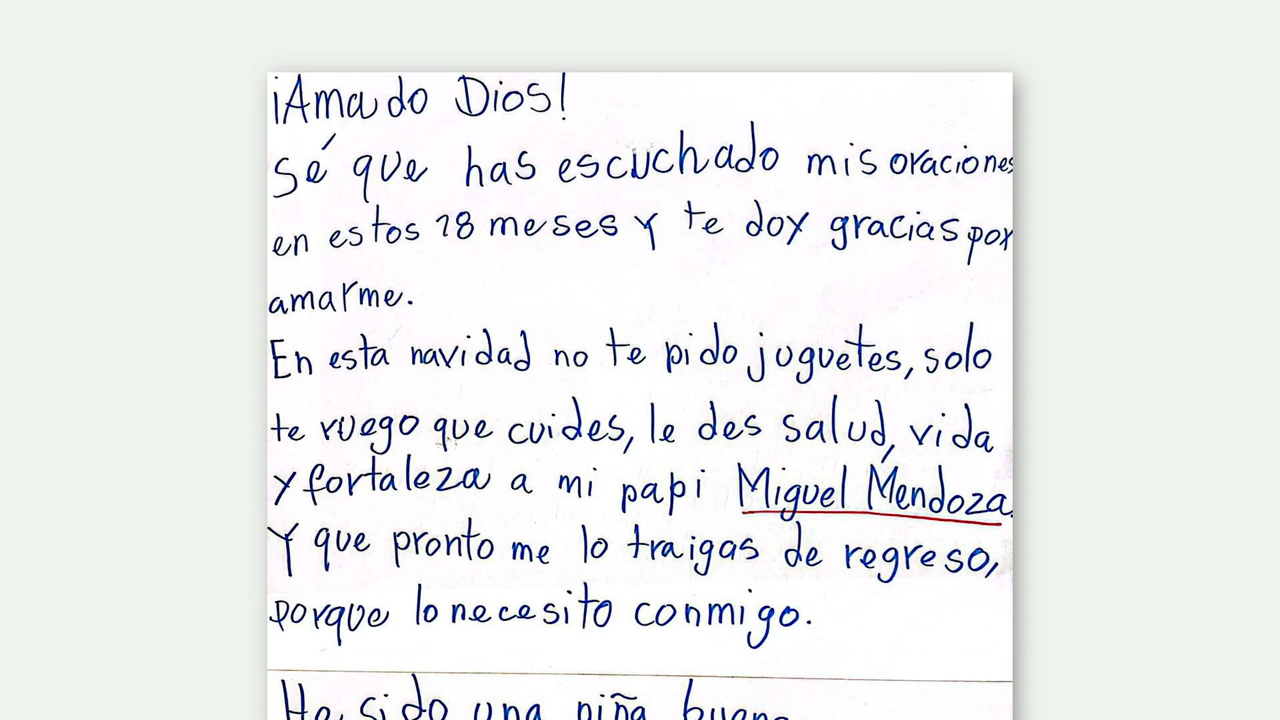 ¡Amado Dios!
Sé que has escuchado mis oraciones
en estos 18 meses y te doy gracias por
amarme.
En esta navidad no te pido juguetes, solo
te ruego que cuides, le des salud, vida
y fortaleza a mi papi Miguel Mendoza.
Y que pronto me lo traigas de regreso,
porque lo necesito conmigo.
He sido una niña buena